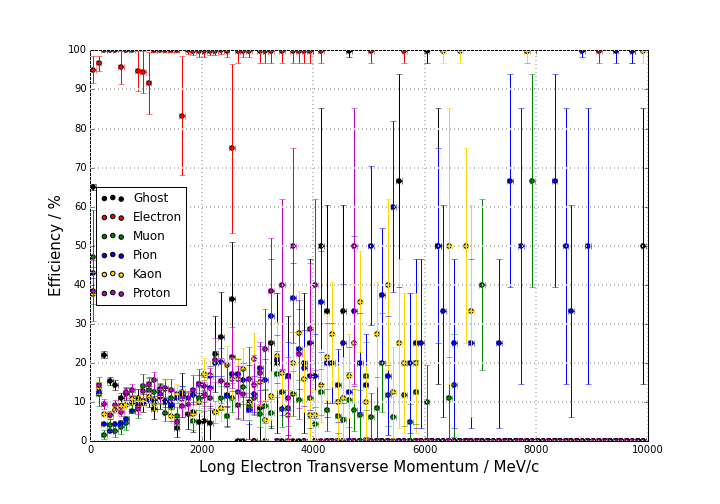 100
90
80
70
60
50
40
30
20
10
0
Efficiency / %
Ghost
Electron
Muon
Pion
Kaon
Proton
0 2000 4000 6000 8000 10000
Long Electron Transverse Momentum / MeV/c